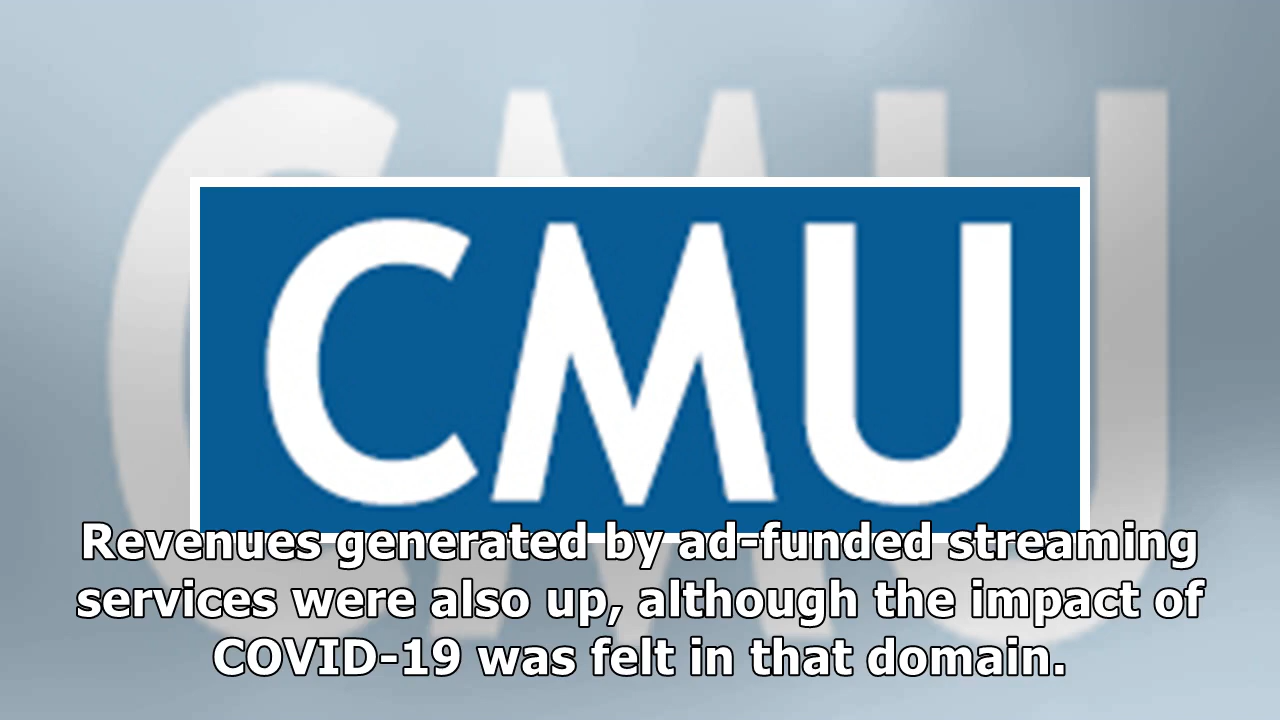 CMU
CMU
Revenues generated by ad-funded streaming
services were also up, although the impact of
COVID-19 was felt in that domain.